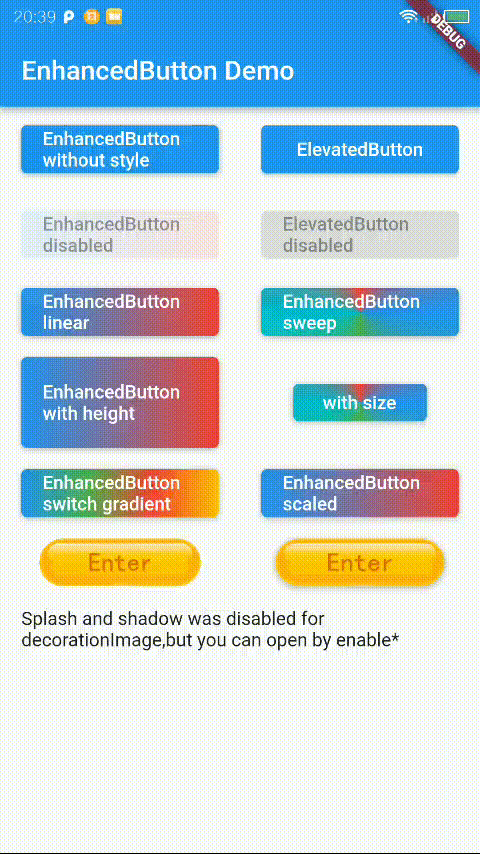 20:39
DEBUG
EnhancedButton Demo
EnhancedButton
without style
ElevatedButton
EnhancedButton
disabled
ElevatedButton
disabled
EnhancedButton
linear
EnhancedButton
sweep
EnhancedButton
with height
with size
EnhancedButton
switch gradient
EnhancedButton
scaled
Enter
Enter
Splash and shadow was disabled for
decorationImage,but you can open by enable*